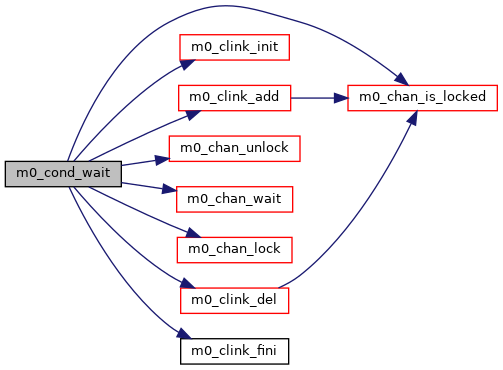 m0_clink_init
m0_clink_add
m0_chan_is_locked
m0_chan_unlock
m0_cond_wait
m0_chan_wait
m0_chan_lock
m0_clink_del
m0_clink_fini